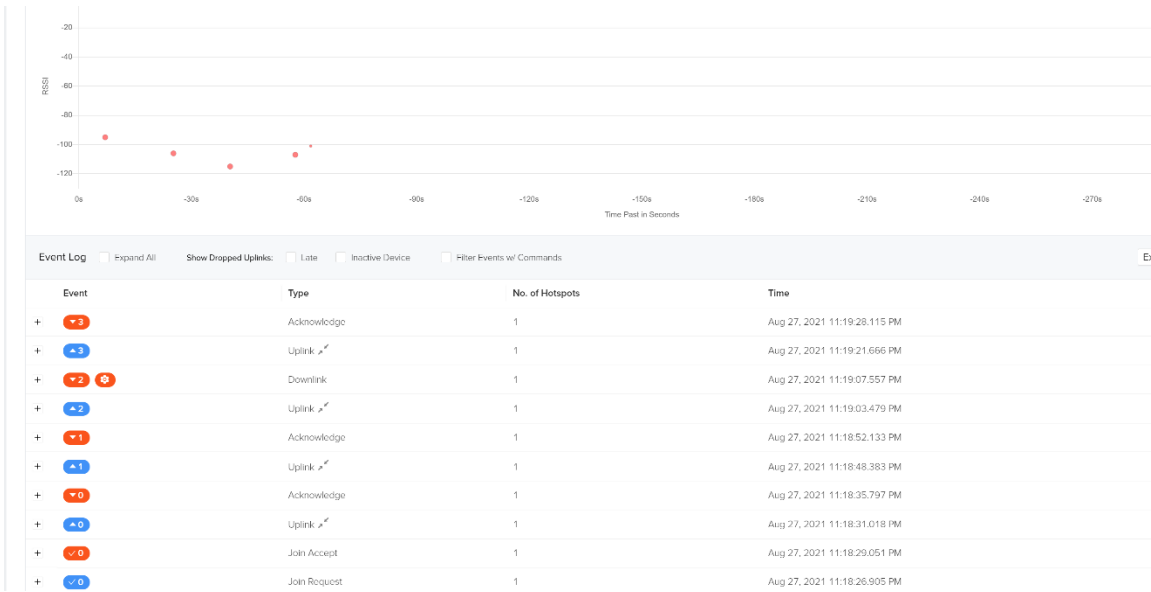 -20
-40
-60
-80
-100
-120
RSSI
0s -30s -60s -90s -120s -150s -180s -210s -240s -270s
Time Past in Seconds
Event Log Expand All Show Dropped Uplinks: Late Inactive Device Filter Events w/ Commands
Event Type No. of Hotspots Time
+ 3 Acknowledge 1 Aug 27, 2021 11:19:28.115 PM
+ 3 Uplink 1 Aug 27, 2021 11:19:21.666 PM
+ 2 Downlink 1 Aug 27, 2021 11:19:07.557 PM
+ 2 Uplink 1 Aug 27, 2021 11:19:03.479 PM
+ 1 Acknowledge 1 Aug 27, 2021 11:18:52.133 PM
+ 1 Uplink 1 Aug 27, 2021 11:18:48.383 PM
+ 0 Acknowledge 1 Aug 27, 2021 11:18:35.797 PM
+ 0 Uplink 1 Aug 27, 2021 11:18:31.018 PM
+ 0 Join Accept 1 Aug 27, 2021 11:18:29.051 PM
+ 0 Join Request 1 Aug 27, 2021 11:18:26.905 PM